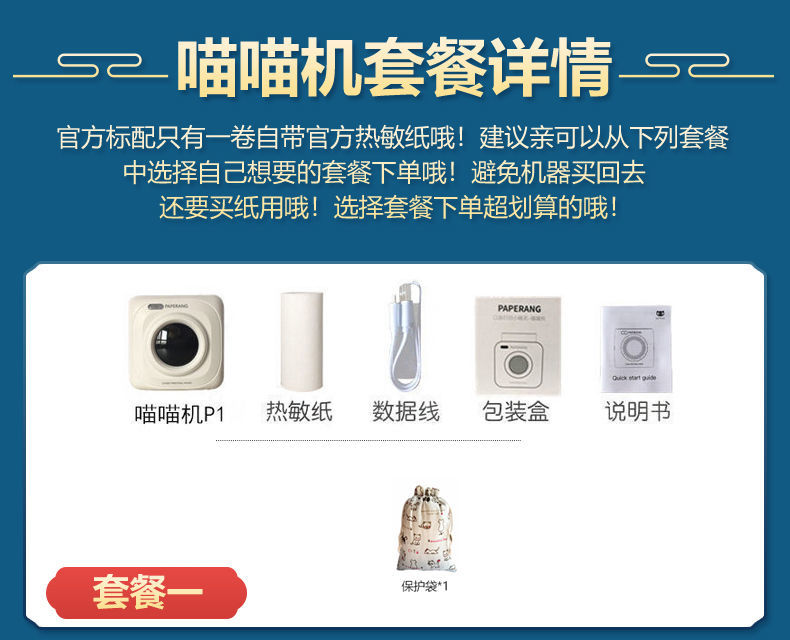 喵喵机套餐详情
官方标配只有一卷自带官方热敏纸哦！建议亲可以从下列套餐
中选择自己想要的套餐下单哦！避免机器买回去
还要买纸用哦！选择套餐下单超划算的哦！
PAPERANG
PAPERANG
Quick start guide
喵喵机P1
热敏纸
数据线
包装盒
说明书
保护袋*1
套餐一